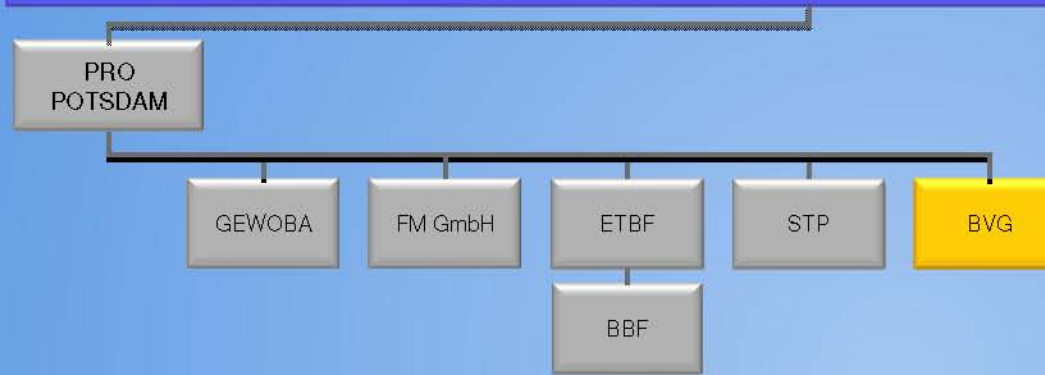 PRO
POTSDAM
GEWOBA
FM GmbH
ETBF
STP
BVG
BBF